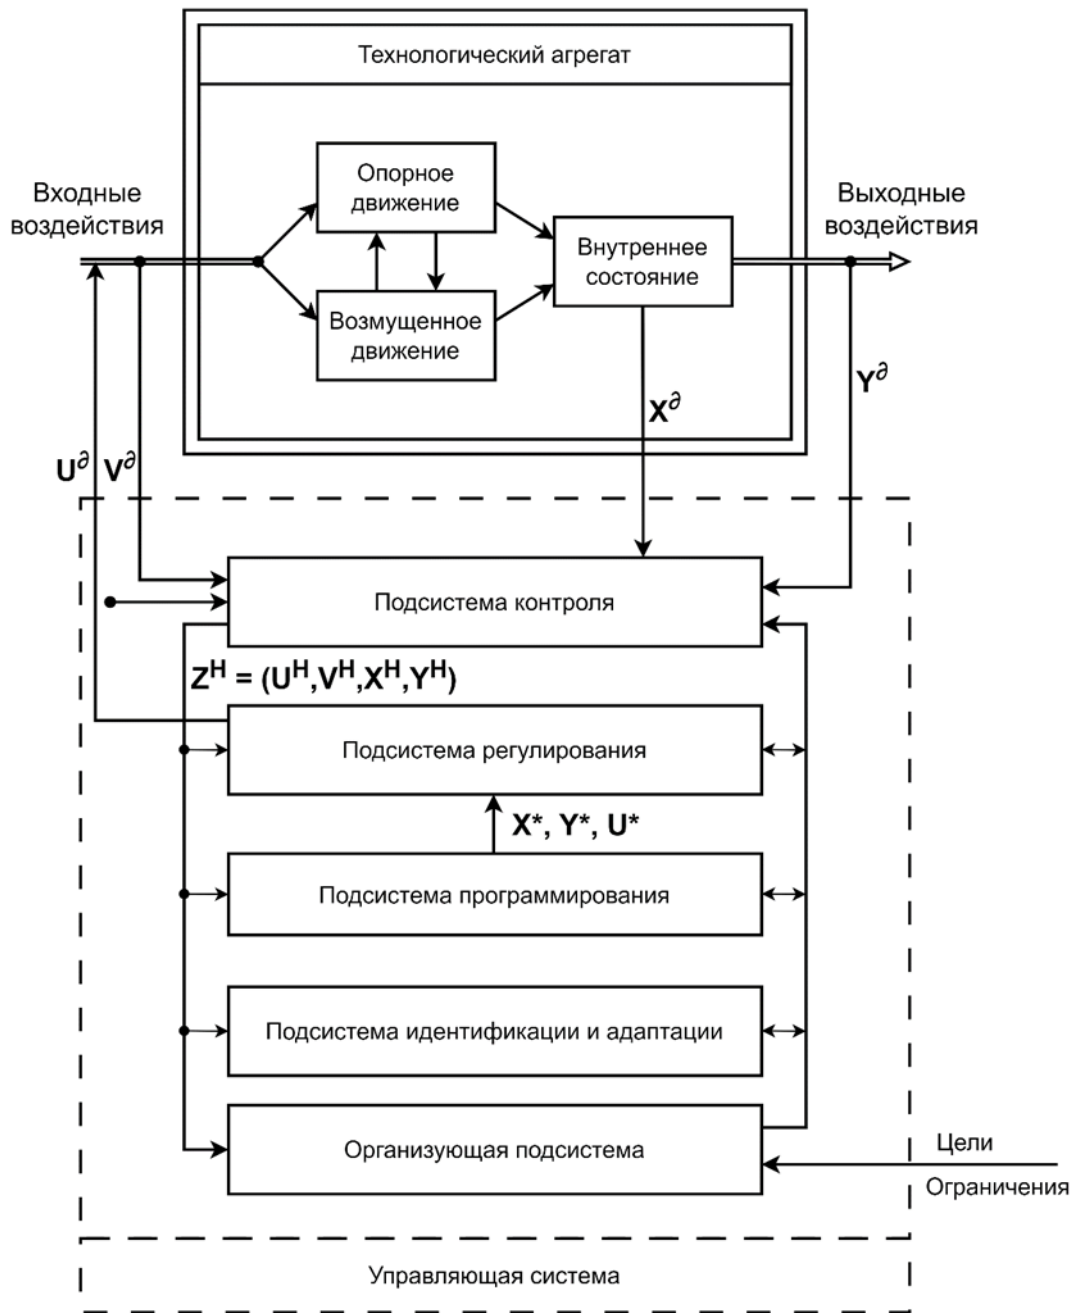 Технологический агрегат
Опорное
движение
Входные
воздействия
Выходные
воздействия
Внутреннее
состояние
Возмущенное
движение
Y∂
X∂
U∂ V∂
Подсистема контроля
Zᴴ = (Uᴴ,Vᴴ,Xᴴ,Yᴴ)
Подсистема регулирования
X*, Y*, U*
Подсистема программирования
Подсистема идентификации и адаптации
Организующая подсистема
Цели
Ограничения
Управляющая система